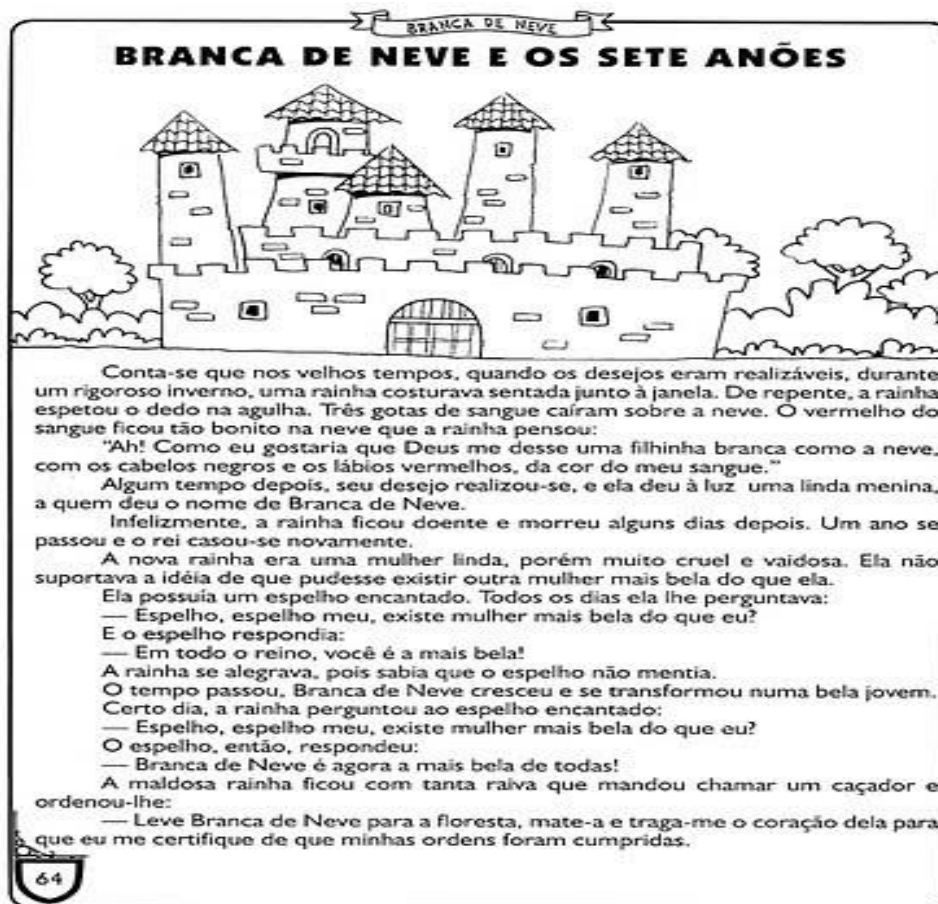 BRANCA DE NEVE
BRANCA DE NEVE E OS SETE ANÕES
Conta-se que nos velhos tempos, quando os desejos eram realizáveis, durante
um rigoroso inverno, uma rainha costurava sentada junto à janela. De repente, a rainha
espetou o dedo na agulha. Três gotas de sangue caíram sobre a neve. O vermelho do
sangue ficou tão bonito na neve que a rainha pensou:
"Ah! Como eu gostaria que Deus me desse uma filhinha branca como a neve,
com os cabelos negros e os lábios vermelhos, da cor do meu sangue."
Algum tempo depois, seu desejo realizou-se, e ela deu à luz uma linda menina,
a quem deu o nome de Branca de Neve.
Infelizmente, a rainha ficou doente e morreu alguns dias depois. Um ano se
passou e o rei casou-se novamente.
A nova rainha era uma mulher linda, porém muito cruel e vaidosa. Ela não
suportava a idéia de que pudesse existir outra mulher mais bela do que ela.
Ela possuía um espelho encantado. Todos os dias ela lhe perguntava:
— Espelho, espelho meu, existe mulher mais bela do que eu?
E o espelho respondia:
— Em todo o reino, você é a mais bela!
A rainha se alegrava, pois sabia que o espelho não mentia.
O tempo passou, Branca de Neve cresceu e se transformou numa bela jovem.
Certo dia, a rainha perguntou ao espelho encantado:
— Espelho, espelho meu, existe mulher mais bela do que eu?
O espelho, então, respondeu:
— Branca de Neve é agora a mais bela de todas!
A maldosa rainha ficou com tanta raiva que mandou chamar um caçador e
ordenou-lhe:
— Leve Branca de Neve para a floresta, mate-a e traga-me o coração dela para
que eu me certifique de que minhas ordens foram cumpridas.
64